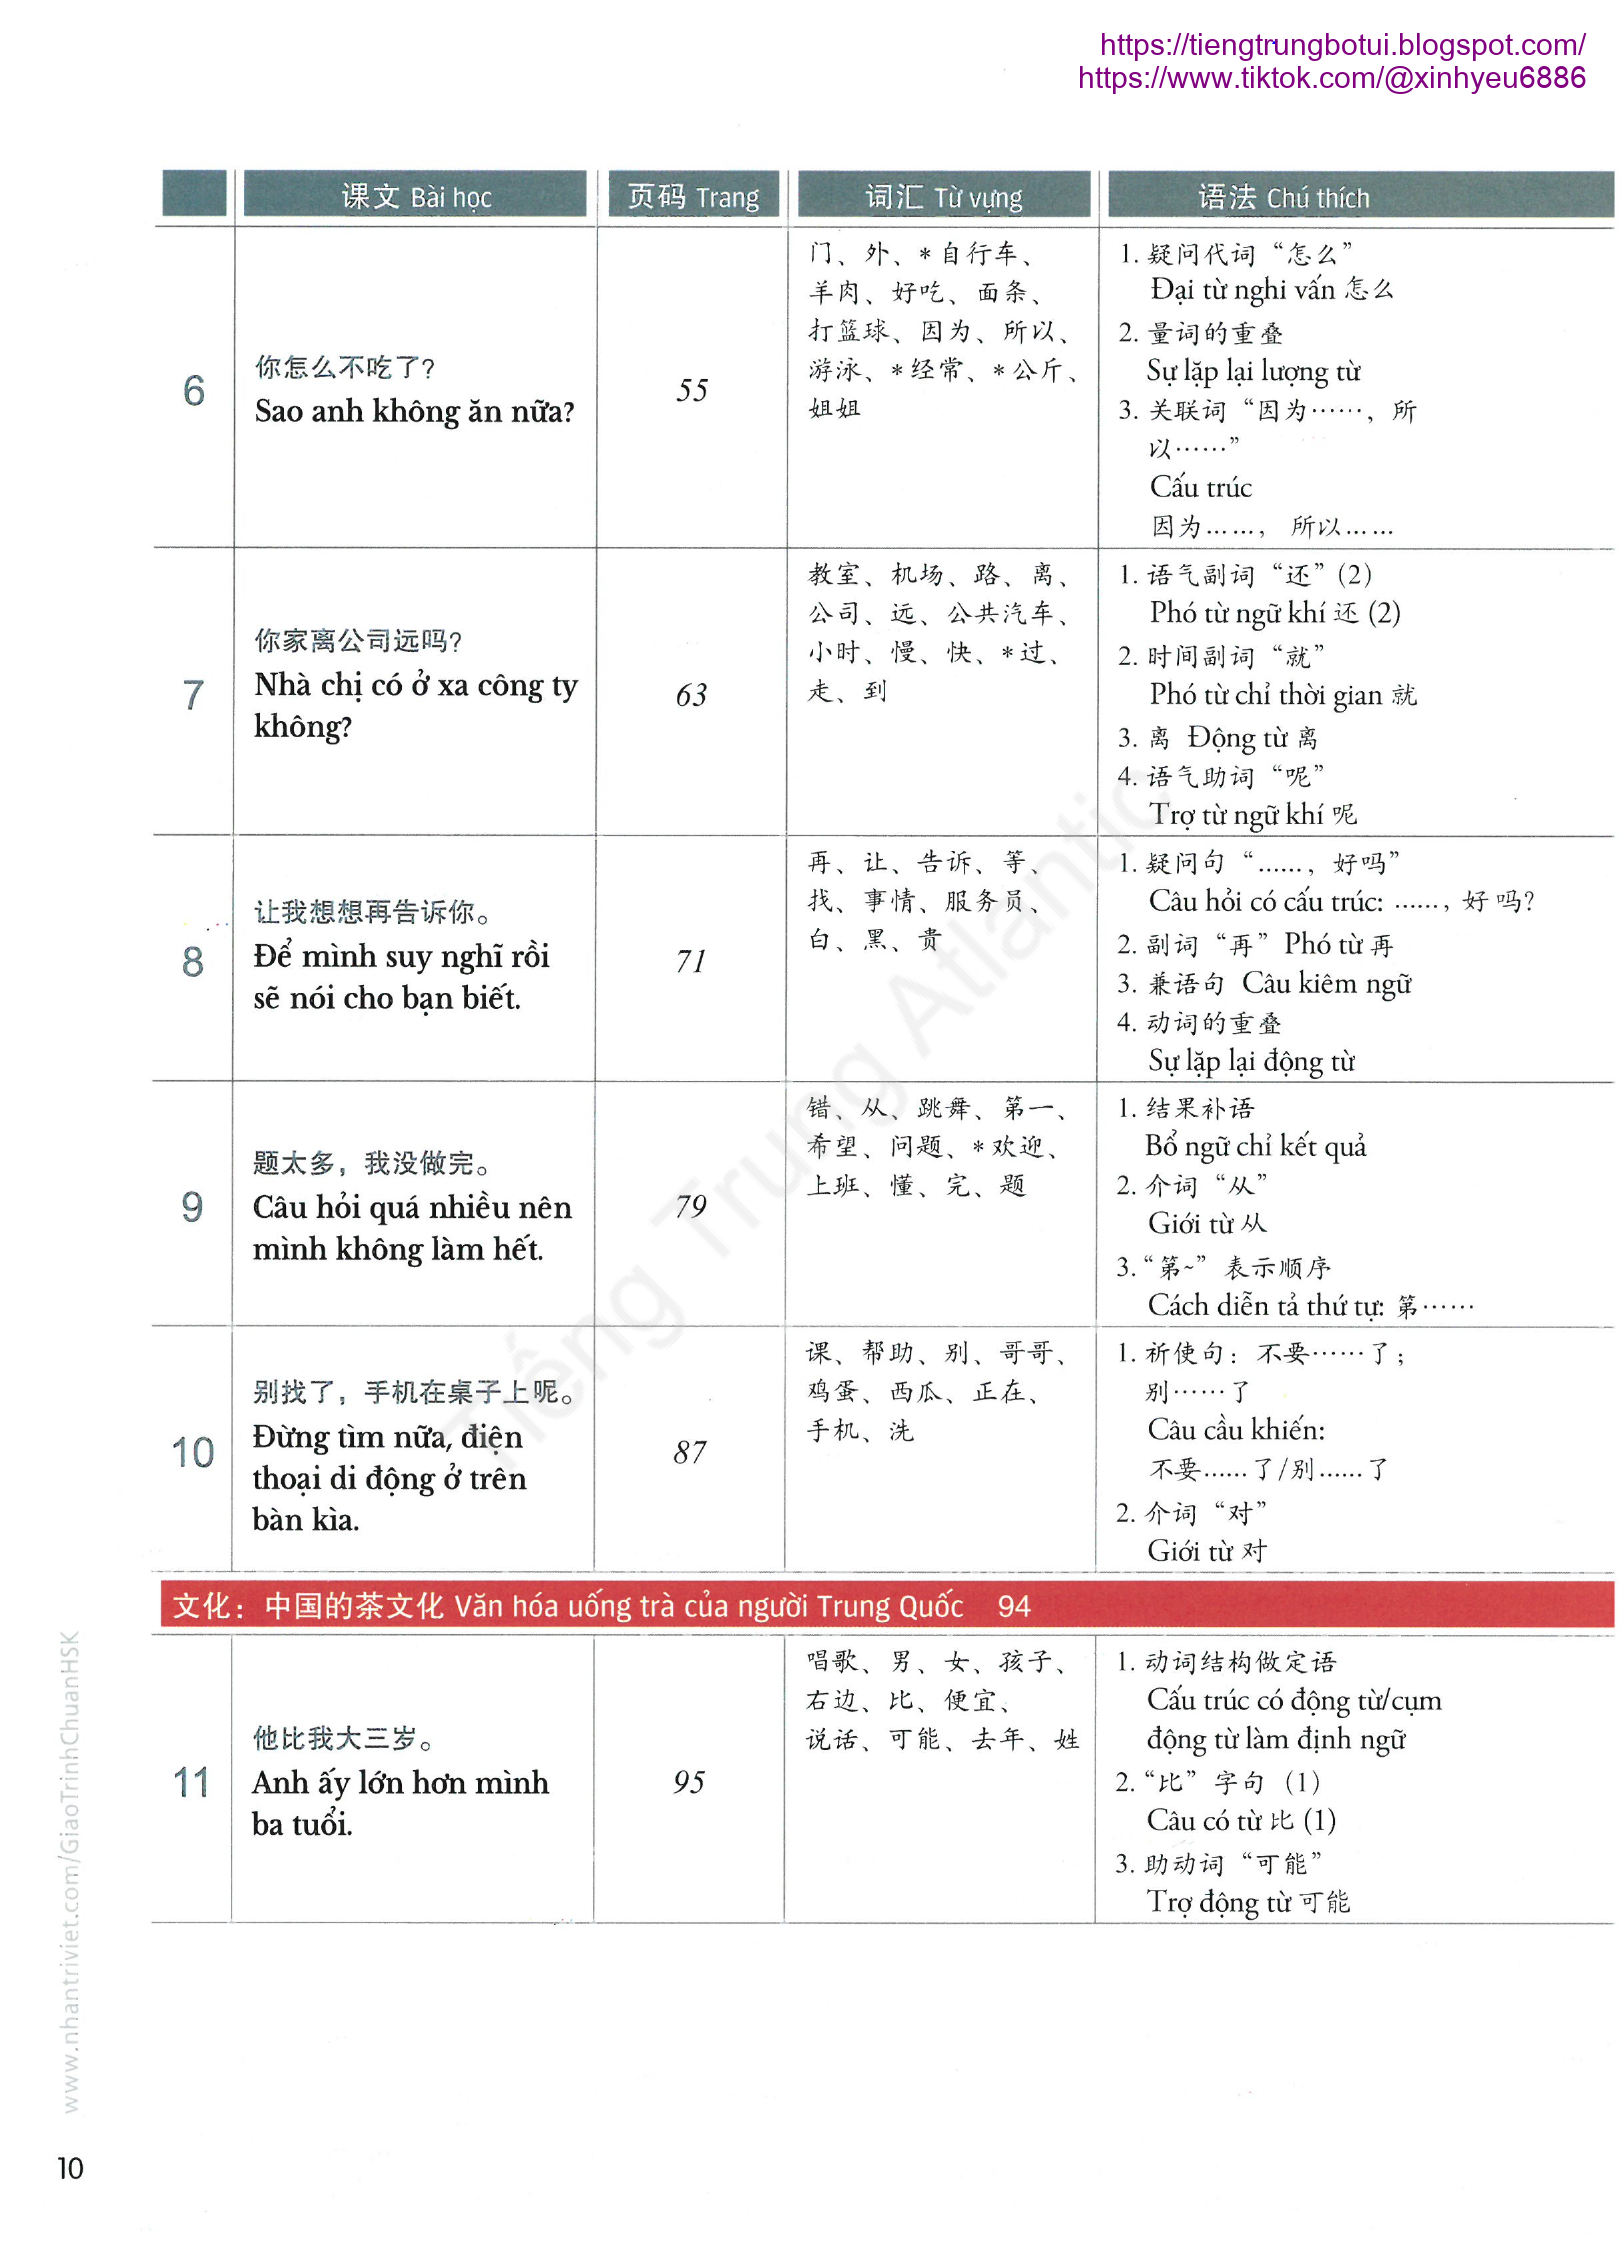 https://tiengtrungbotui.blogspot.com/
https://www.tiktok.com/@xinhyeu6886
课文 Bài học
页码 Trang
词汇 Từ vựng
语法 Chú thích
6
你怎么不吃了?
Sao anh không ăn nữa?
55
门、外、*自行车、
羊肉、好吃、面条、
打篮球、因为、所以、
游泳、*经常、*公斤、
姐姐
1. 疑问代词“怎么”
Đại từ nghi vấn 怎么
2. 量词的重叠
Sự lặp lại lượng từ
3. 关联词“因为……，所
以……”
Cấu trúc
因为……， 所以……
7
你家离公司远吗?
Nhà chị có ở xa công ty
không?
63
教室、机场、路、离、
公司、远、公共汽车、
小时、慢、快、*过、
走、到
1. 语气副词“还”(2)
Phó từ ngữ khí 还 (2)
2. 时间副词“就”
Phó từ chỉ thời gian 就
3. 离 Động từ 离
4. 语气助词“呢”
Trợ từ ngữ khí 呢
8
让我想想再告诉你。
Để mình suy nghĩ rồi
sẽ nói cho bạn biết.
71
再、让、告诉、等、
找、事情、服务员、
白、黑、贵
1. 疑问句“……，好吗”
Câu hỏi có cấu trúc: ……, 好吗?
2. 副词“再” Phó từ 再
3. 兼语句 Câu kiêm ngữ
4. 动词的重叠
Sự lặp lại động từ
9
题太多，我没做完。
Câu hỏi quá nhiều nên
mình không làm hết.
79
错、从、跳舞、第一、
希望、问题、*欢迎、
上班、懂、完、题
1. 结果补语
Bổ ngữ chỉ kết quả
2. 介词“从”
Giới từ 从
3. “第~”表示顺序
Cách diễn tả thứ tự: 第……
10
别找了，手机在桌子上呢。
Đừng tìm nữa, điện
thoại di động ở trên
bàn kìa.
87
课、帮助、别、哥哥、
鸡蛋、西瓜、正在、
手机、洗
1. 祈使句：不要……了；
别……了
Câu cầu khiến:
不要……了/别……了
2. 介词“对”
Giới từ 对
文化：中国的茶文化 Văn hóa uống trà của người Trung Quốc 94
11
他比我大三岁。
Anh ấy lớn hơn mình
ba tuổi.
95
唱歌、男、女、孩子、
右边、比、便宜、
说话、可能、去年、姓
1. 动词结构做定语
Cấu trúc có động từ/cụm
động từ làm định ngữ
2. “比”字句 (1)
Câu có từ 比 (1)
3. 助动词“可能”
Trợ động từ 可能
Tiếng Trung Atlantic
www.nhantriviet.com/GiaoTrinhChuanHSK
10